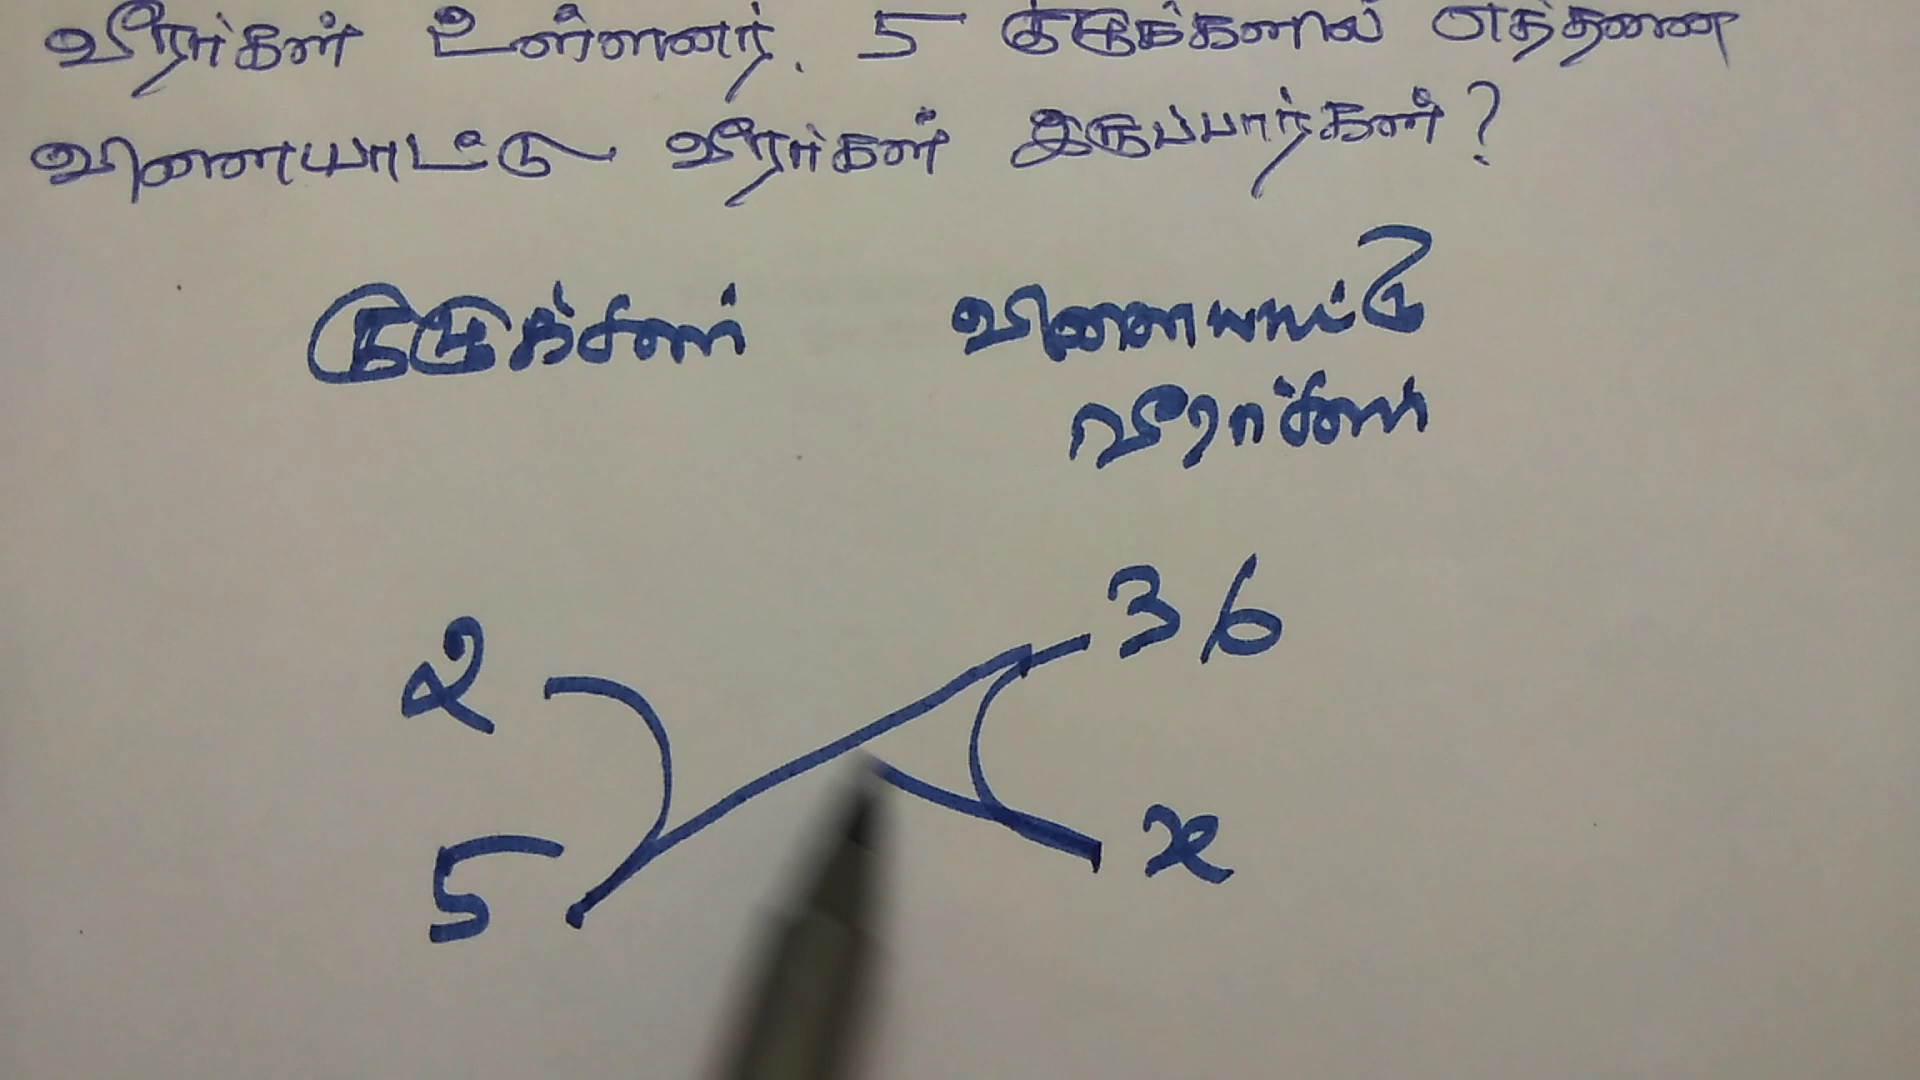 வீரர்கள் உள்ளனர். 5 குழுக்களால் எத்தனை
விளையாட்டு வீரர்கள் இருப்பார்கள்?
குழுக்கள் விளையாட்டு
வீரர்கள்
2 36
5 x